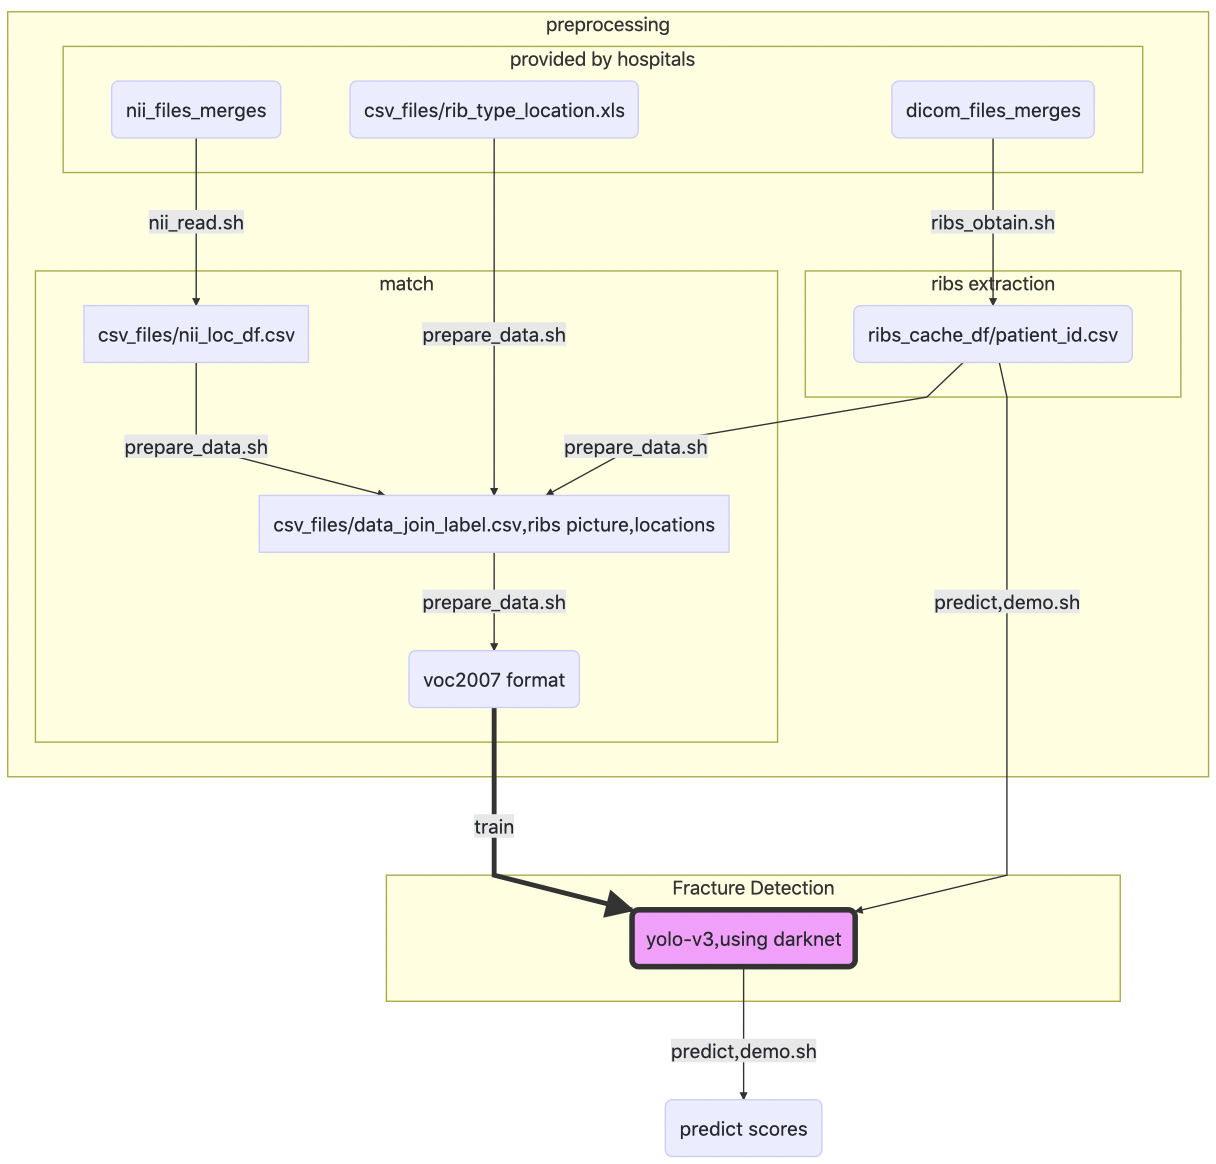 preprocessing
provided by hospitals
nii_files_merges
csv_files/rib_type_location.xls
dicom_files_merges
nii_read.sh
ribs_obtain.sh
match
ribs extraction
csv_files/nii_loc_df.csv
prepare_data.sh
ribs_cache_df/patient_id.csv
prepare_data.sh
prepare_data.sh
csv_files/data_join_label.csv,ribs picture,locations
prepare_data.sh
predict,demo.sh
voc2007 format
train
Fracture Detection
yolo-v3,using darknet
predict,demo.sh
predict scores